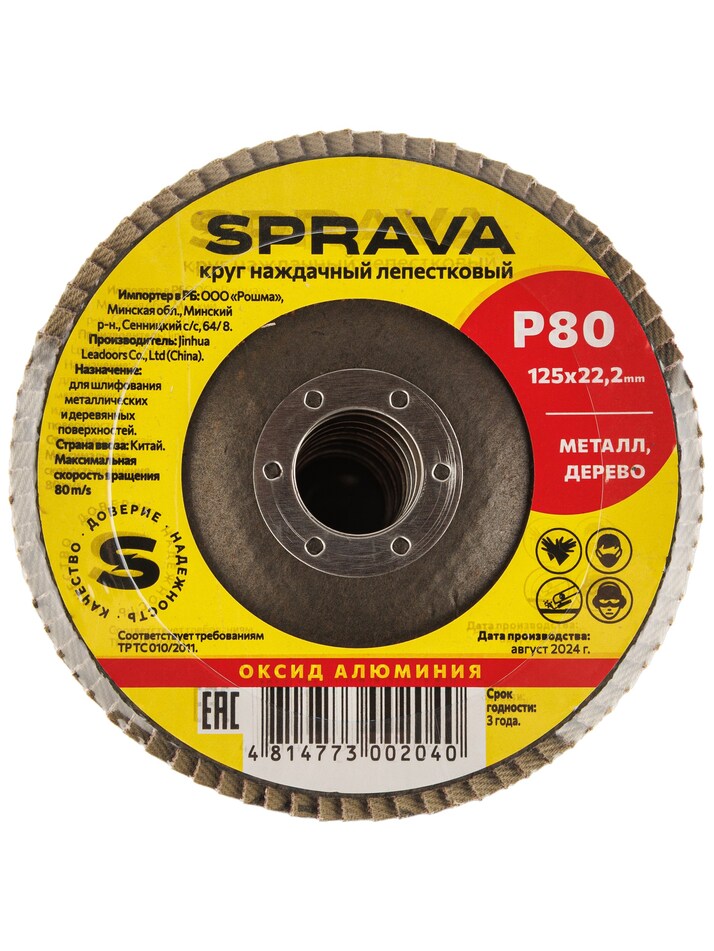 SPRAVA
круг наждачный лепестковый
Импортер в РБ: ООО «Рошма»,
Минская обл., Минский
р-н., Сенницкий с/с, 64/8.
Производитель: Jinhua
Leadoors Co., Ltd (China).
Назначение:
для шлифования
металлических
и деревянных
поверхностей.
Страна ввоза: Китай.
Максимальная
скорость вращения
80 m/s
P80
125x22,2mm
МЕТАЛЛ,
ДЕРЕВО
S
КАЧЕСТВО · ДОВЕРИЕ · НАДЕЖНОСТЬ ·
Соответствует требованиям
ТР ТС 010/2011.
Дата производства:
август 2024 г.
ОКСИД АЛЮМИНИЯ
EAC
Срок
годности:
3 года.
4 814773 002040